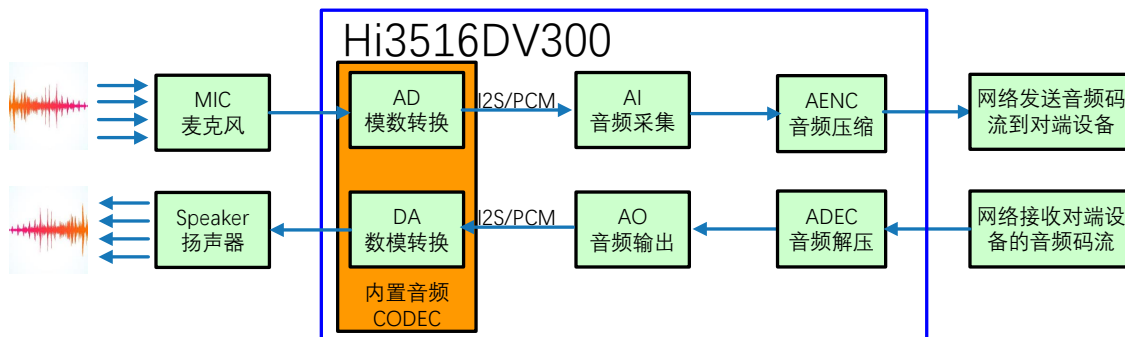 Hi3516DV300
MIC
麦克风
AD
模数转换
I2S/PCM
AI
音频采集
AENC
音频压缩
网络发送音频码
流到对端设备
Speaker
扬声器
DA
数模转换
I2S/PCM
AO
音频输出
ADEC
音频解压
网络接收对端设
备的音频码流
内置音频
CODEC